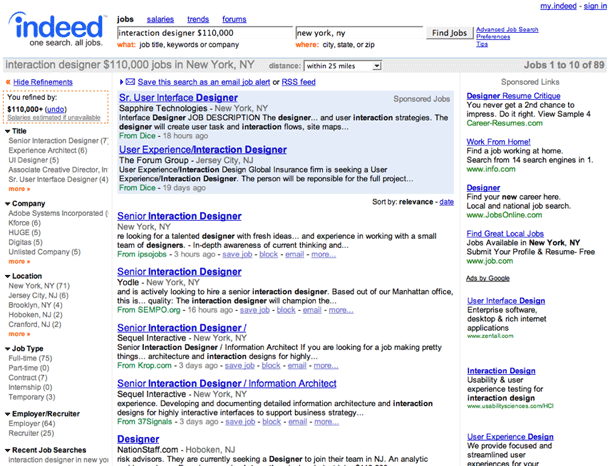 my.indeed - sign in
indeed™
one search. all jobs.
jobs salaries trends forums
interaction designer $110,000
new york, ny
Find Jobs
Advanced Job Search
Preferences
Tips
what: job title, keywords or company
where: city, state, or zip
interaction designer $110,000 jobs in New York, NY
distance: within 25 miles
Jobs 1 to 10 of 89
« Hide Refinements
You refined by:
$110,000+ (undo)
Salaries estimated if unavailable
Title
Senior Interaction Designer (7
Experience Architect (6)
UI Designer (5)
Associate Creative Director, In
Sr. User Interface Designer (4)
more »
Company
Adobe Systems Incorporated (
Kforce (6)
HUGE (5)
Digitas (5)
Unlisted Company (5)
more »
Location
New York, NY (71)
Jersey City, NJ (6)
Brooklyn, NY (4)
Hoboken, NJ (2)
Cranford, NJ (2)
more »
Job Type
Full-time (75)
Part-time (0)
Contract (7)
Internship (0)
Temporary (3)
Employer/Recruiter
Employer (64)
Recruiter (25)
Recent Job Searches
interaction designer in new yor
Save this search as an email job alert or RSS feed
Sr. User Interface Designer
Sponsored Jobs
Sapphire Technologies - New York, NY
Interface Designer JOB DESCRIPTION The designer... and user interaction strategies. The
designer will create user task and interaction flows, site maps...
From Dice - 18 hours ago
User Experience/Interaction Designer
The Forum Group - Jersey City, NJ
User Experience/Interaction Design Global Insurance firm is seeking a User
Experience/Interaction Designer. The person will be reponsible for the full project...
From Dice - 19 days ago
Sort by: relevance - date
Senior Interaction Designer
New York, NY
re looking for a talented designer with fresh ideas... and experience in working with a small
team of designers. - In-depth awareness of current thinking and...
From ipsojobs - 3 hours ago - save job - block - email - more...
Senior Interaction Designer
Yodle - New York, NY
and is actively looking to hire a senior interaction designer. Based out of our Manhattan office,
this is... quality: The interaction designer will champion the...
From SEMPO.org - 16 hours ago - save job - block - email - more...
Senior Interaction Designer /
Sequel Interactive - New York, NY
Senior Interaction Designer / Information Architect If you are looking for a job making pretty
things... architecture and interaction designs for highly...
From Krop.com - 3 days ago - save job - block - email - more...
Senior Interaction Designer / Information Architect
Sequel Interactive - New York, NY
experience. Developing and documenting detailed information architecture and interaction
designs for highly interactive interfaces to support business strategy...
From 37Signals - 3 days ago - save job - block - email - more...
Designer
NationStaff.com - Hoboken, NJ
risk advisors. They are currently seeking a Designer to join their team in NJ. An analytic
Sponsored Links
Designer Resume Critique
You never get a 2nd chance to
impress. Do it right. View Sample 4
Career-Resumes.com
Work From Home!
Find a job working at home.
Search from 14 search engines in 1.
www.info.com
Designer
Find your new career here.
Local and national job search.
www.JobsOnline.com
Find Great Local Jobs
Jobs Available in New York, NY
Submit Your Profile & Resume- Free
www.job.com
Ads by Google
User Interface Design
Enterprise software,
desktop & rich internet
applications
www.zentall.com
Interaction Design
Usability & user
experience testing for
interaction design
www.usabilitysciences.com/HCI
User Experience Design
We provide focused and
streamlined user
experiences for your